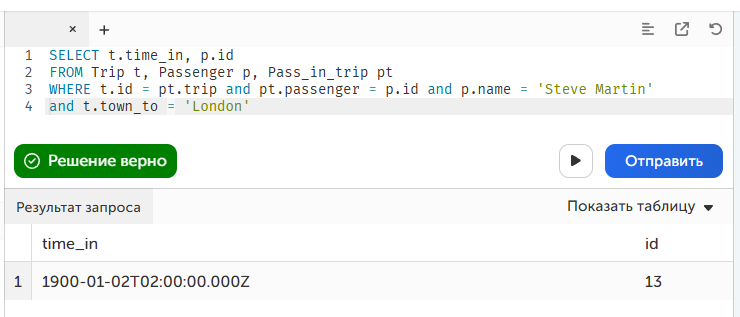 × +
1 SELECT t.time_in, p.id
2 FROM Trip t, Passenger p, Pass_in_trip pt
3 WHERE t.id = pt.trip and pt.passenger = p.id and p.name = 'Steve Martin'
4 and t.town_to = 'London'
Решение верно Отправить
Результат запроса Показать таблицу
time_in id
1 1900-01-02T02:00:00.000Z 13